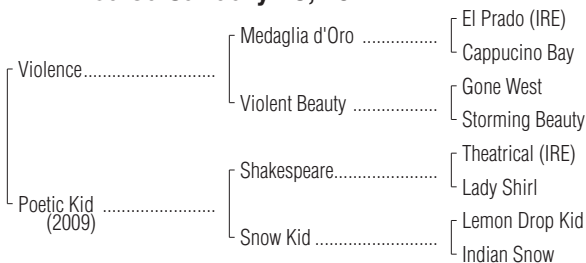 El Prado (IRE)
Medaglia d'Oro ..................
Cappucino Bay
Violence...............................
Gone West
Violent Beauty ....................
Storming Beauty
Theatrical (IRE)
Shakespeare........................
Lady Shirl
Poetic Kid ..........................
(2009)
Lemon Drop Kid
Snow Kid .............................
Indian Snow